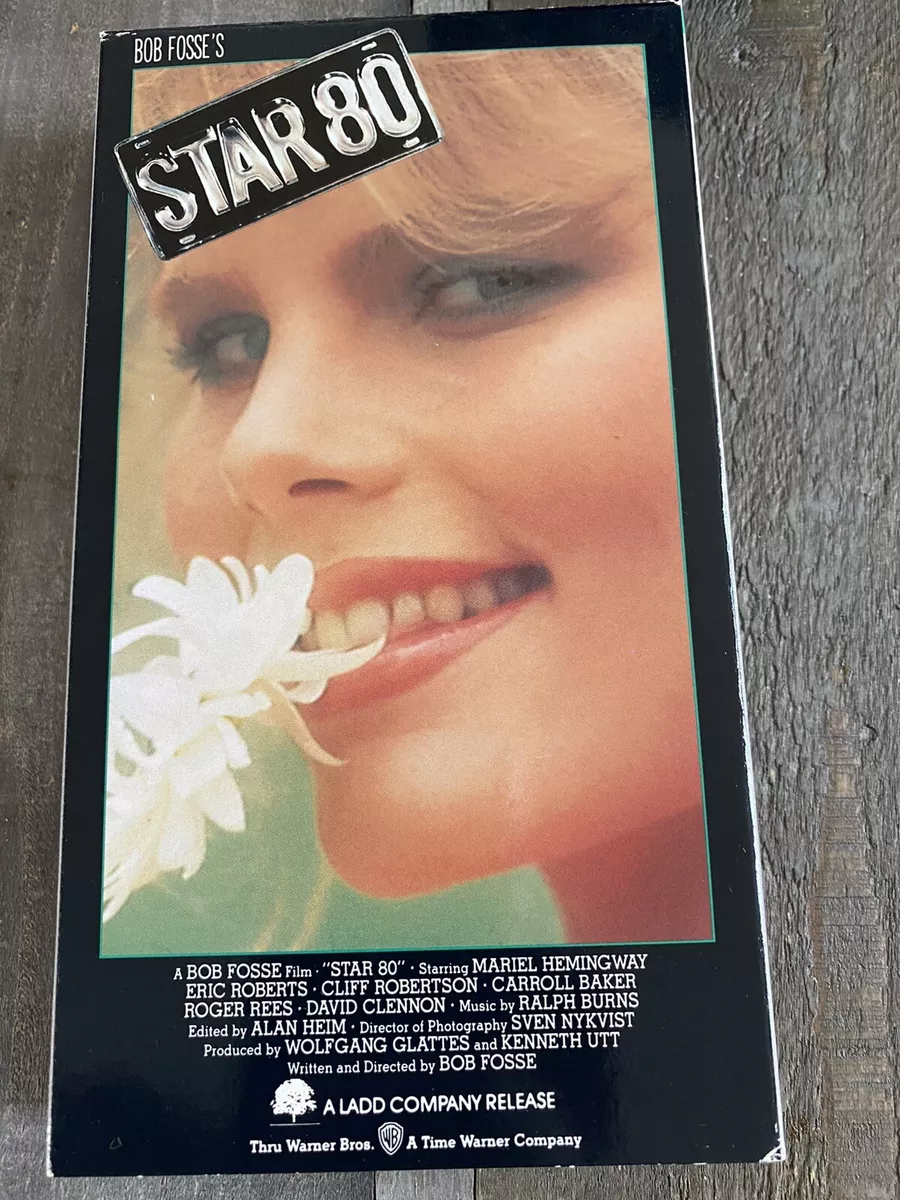 BOB FOSSE'S
STAR 80
A BOB FOSSE Film · "STAR 80" · Starring MARIEL HEMINGWAY
ERIC ROBERTS · CLIFF ROBERTSON · CARROLL BAKER
ROGER REES · DAVID CLENNON · Music by RALPH BURNS
Edited by ALAN HEIM · Director of Photography SVEN NYKVIST
Produced by WOLFGANG GLATTES and KENNETH UTT
Written and Directed by BOB FOSSE
A LADD COMPANY RELEASE
Thru Warner Bros. WB A Time Warner Company